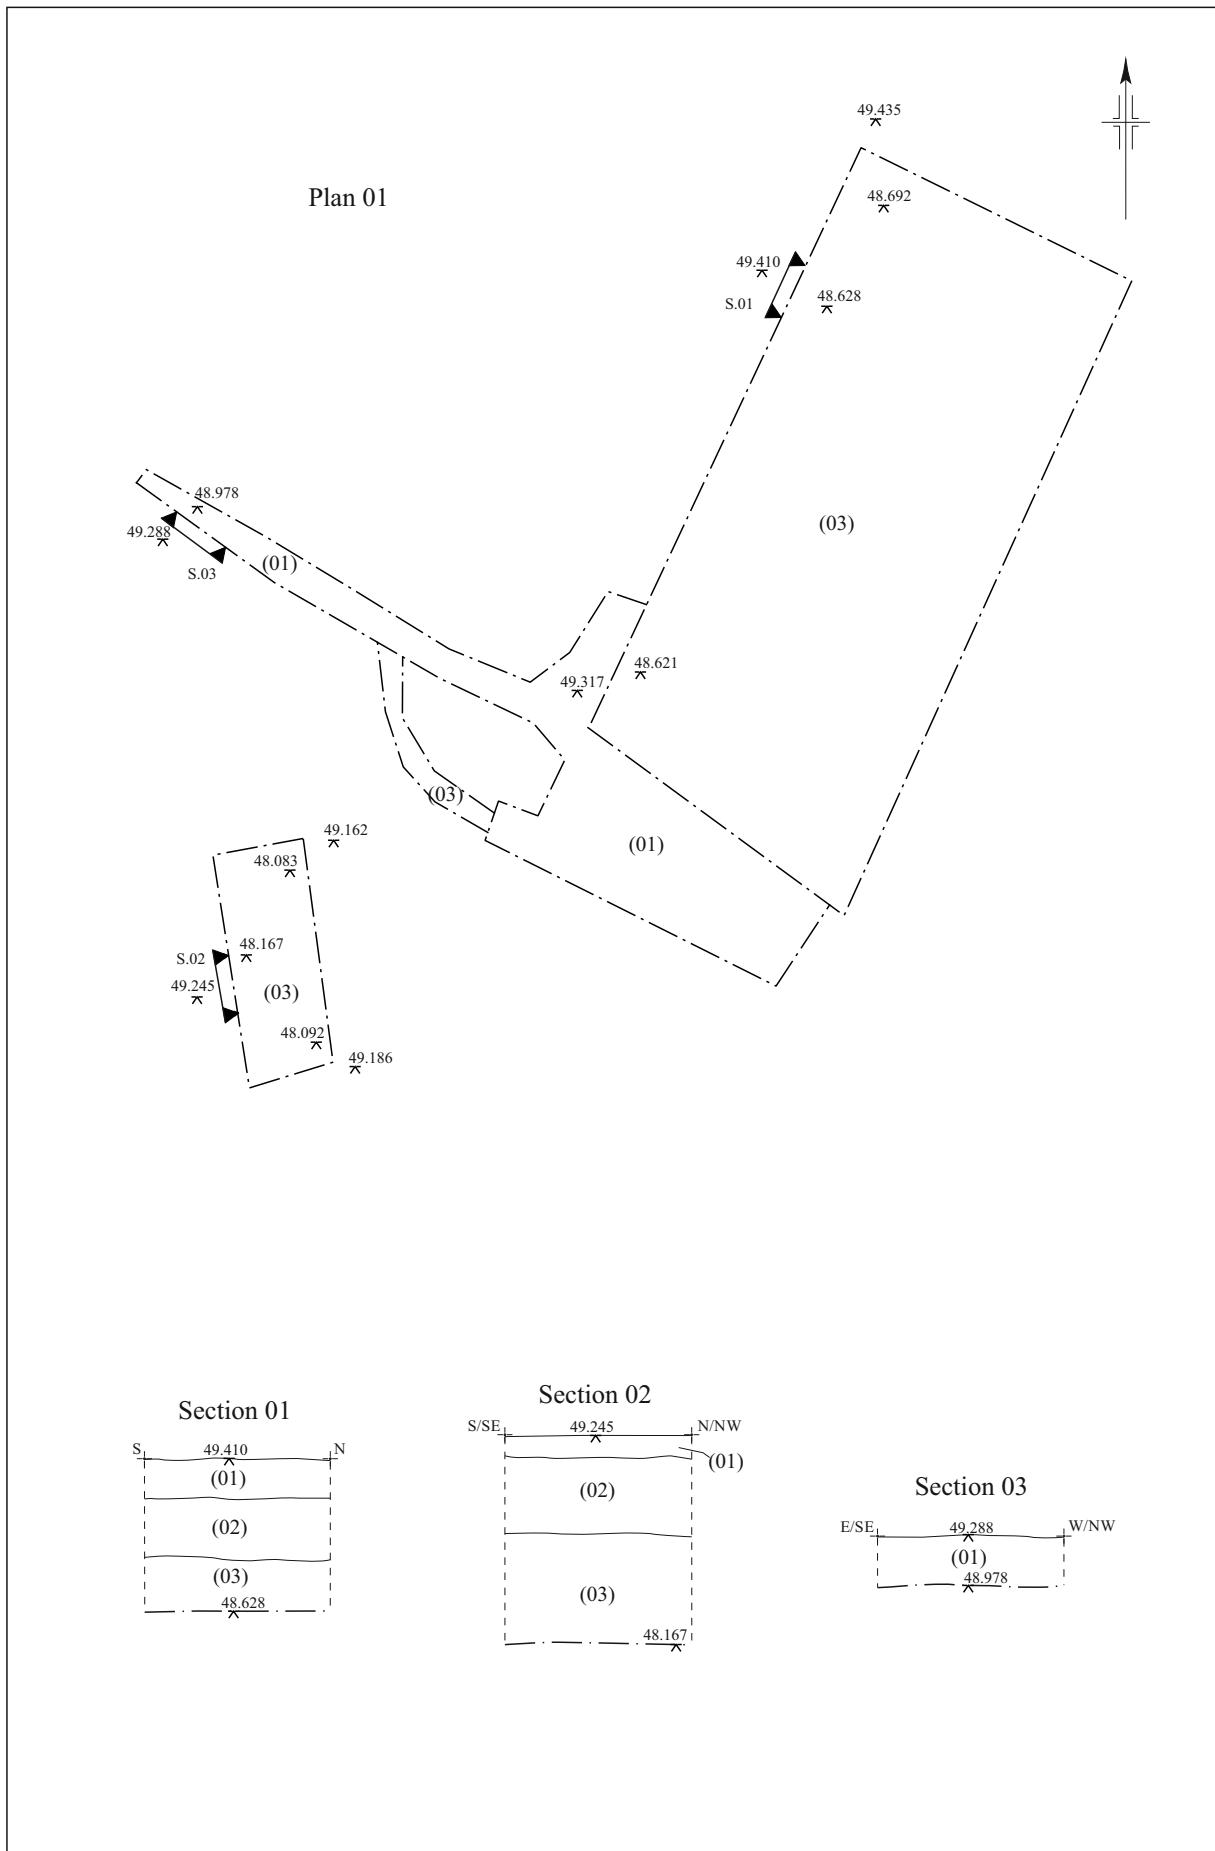 49.435
Plan 01
48.692
49.410
S.01
48.628
48.978
49.288
S.03
(01)
(03)
48.621
49.317
(03)
(01)
49.162
48.083
S.02
48.167
49.245
(03)
48.092
49.186
Section 01
S
49.410
N
(01)
(02)
(03)
48.628
Section 02
S/SE
49.245
N/NW
(01)
(02)
(03)
48.167
Section 03
E/SE
49.288
W/NW
(01)
48.978